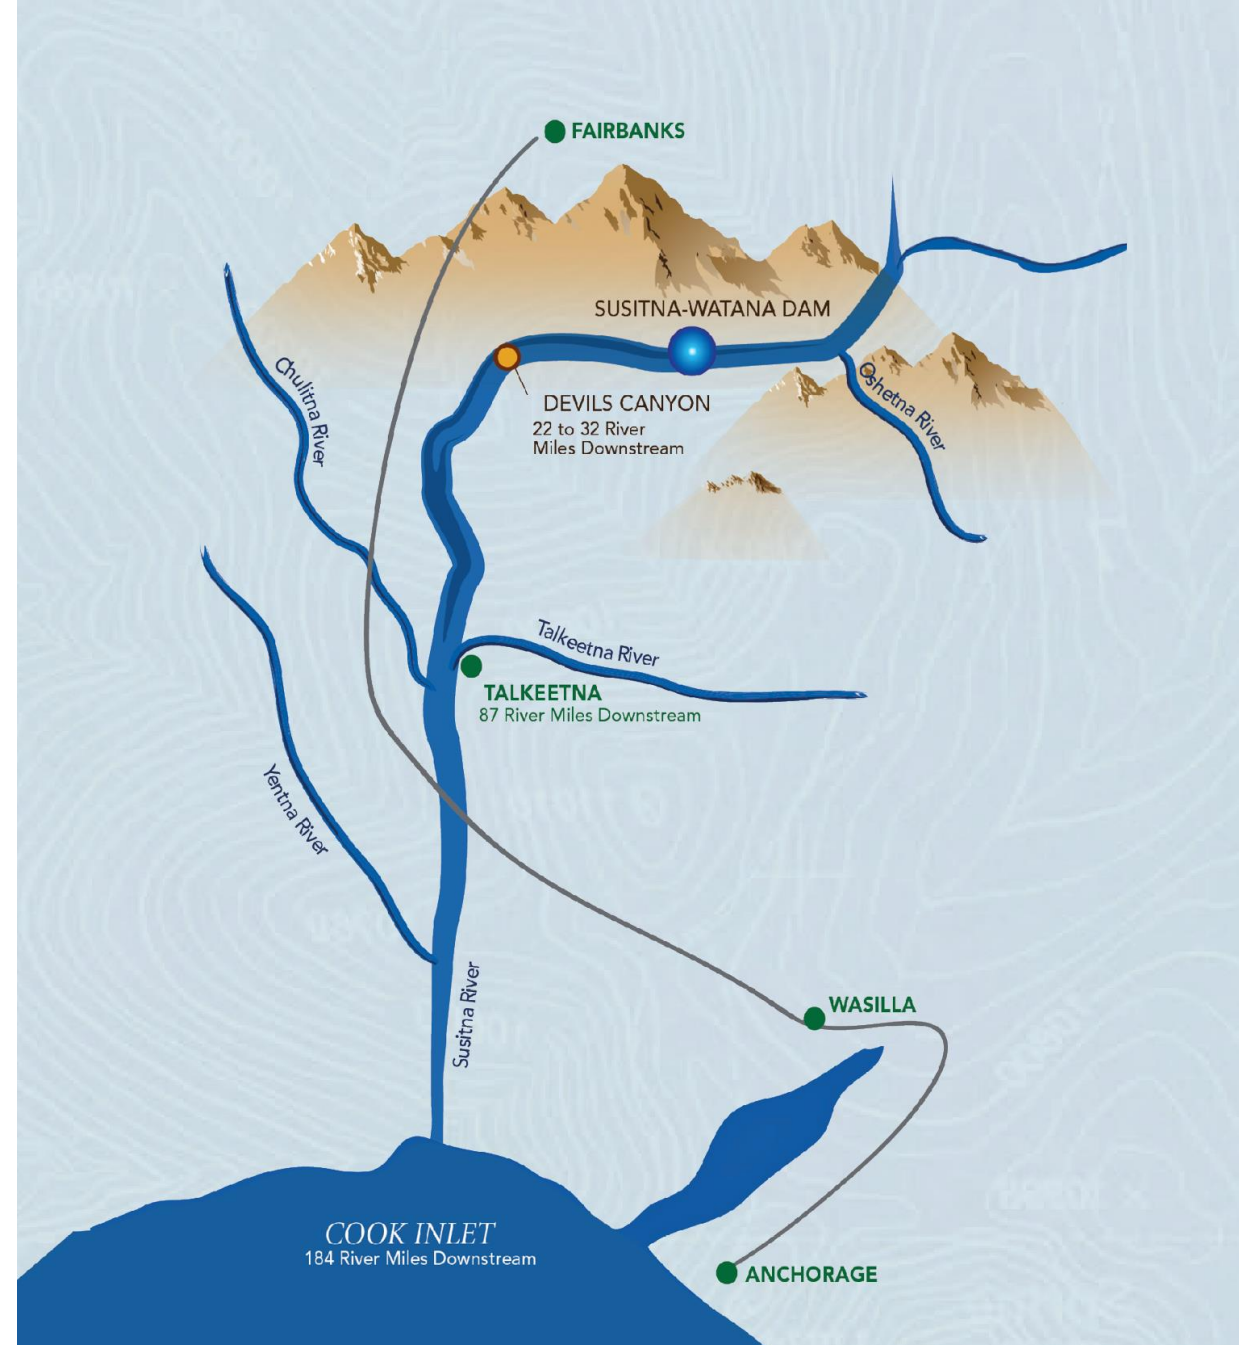 FAIRBANKS
SUSITNA-WATANA DAM
Chulitna River
DEVILS CANYON
22 to 32 River
Miles Downstream
Oshetna River
Talkeetna River
TALKEETNA
87 River Miles Downstream
Yentna River
Susitna River
WASILLA
COOK INLET
184 River Miles Downstream
ANCHORAGE